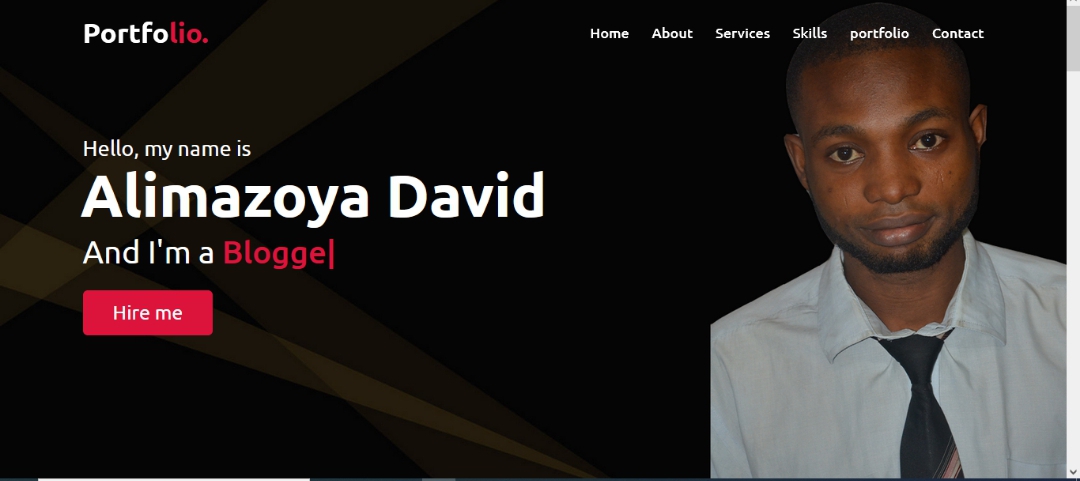 Portfolio.
Home About Services Skills portfolio Contact
Hello, my name is
Alimazoya David
And I'm a Blogge|
Hire me